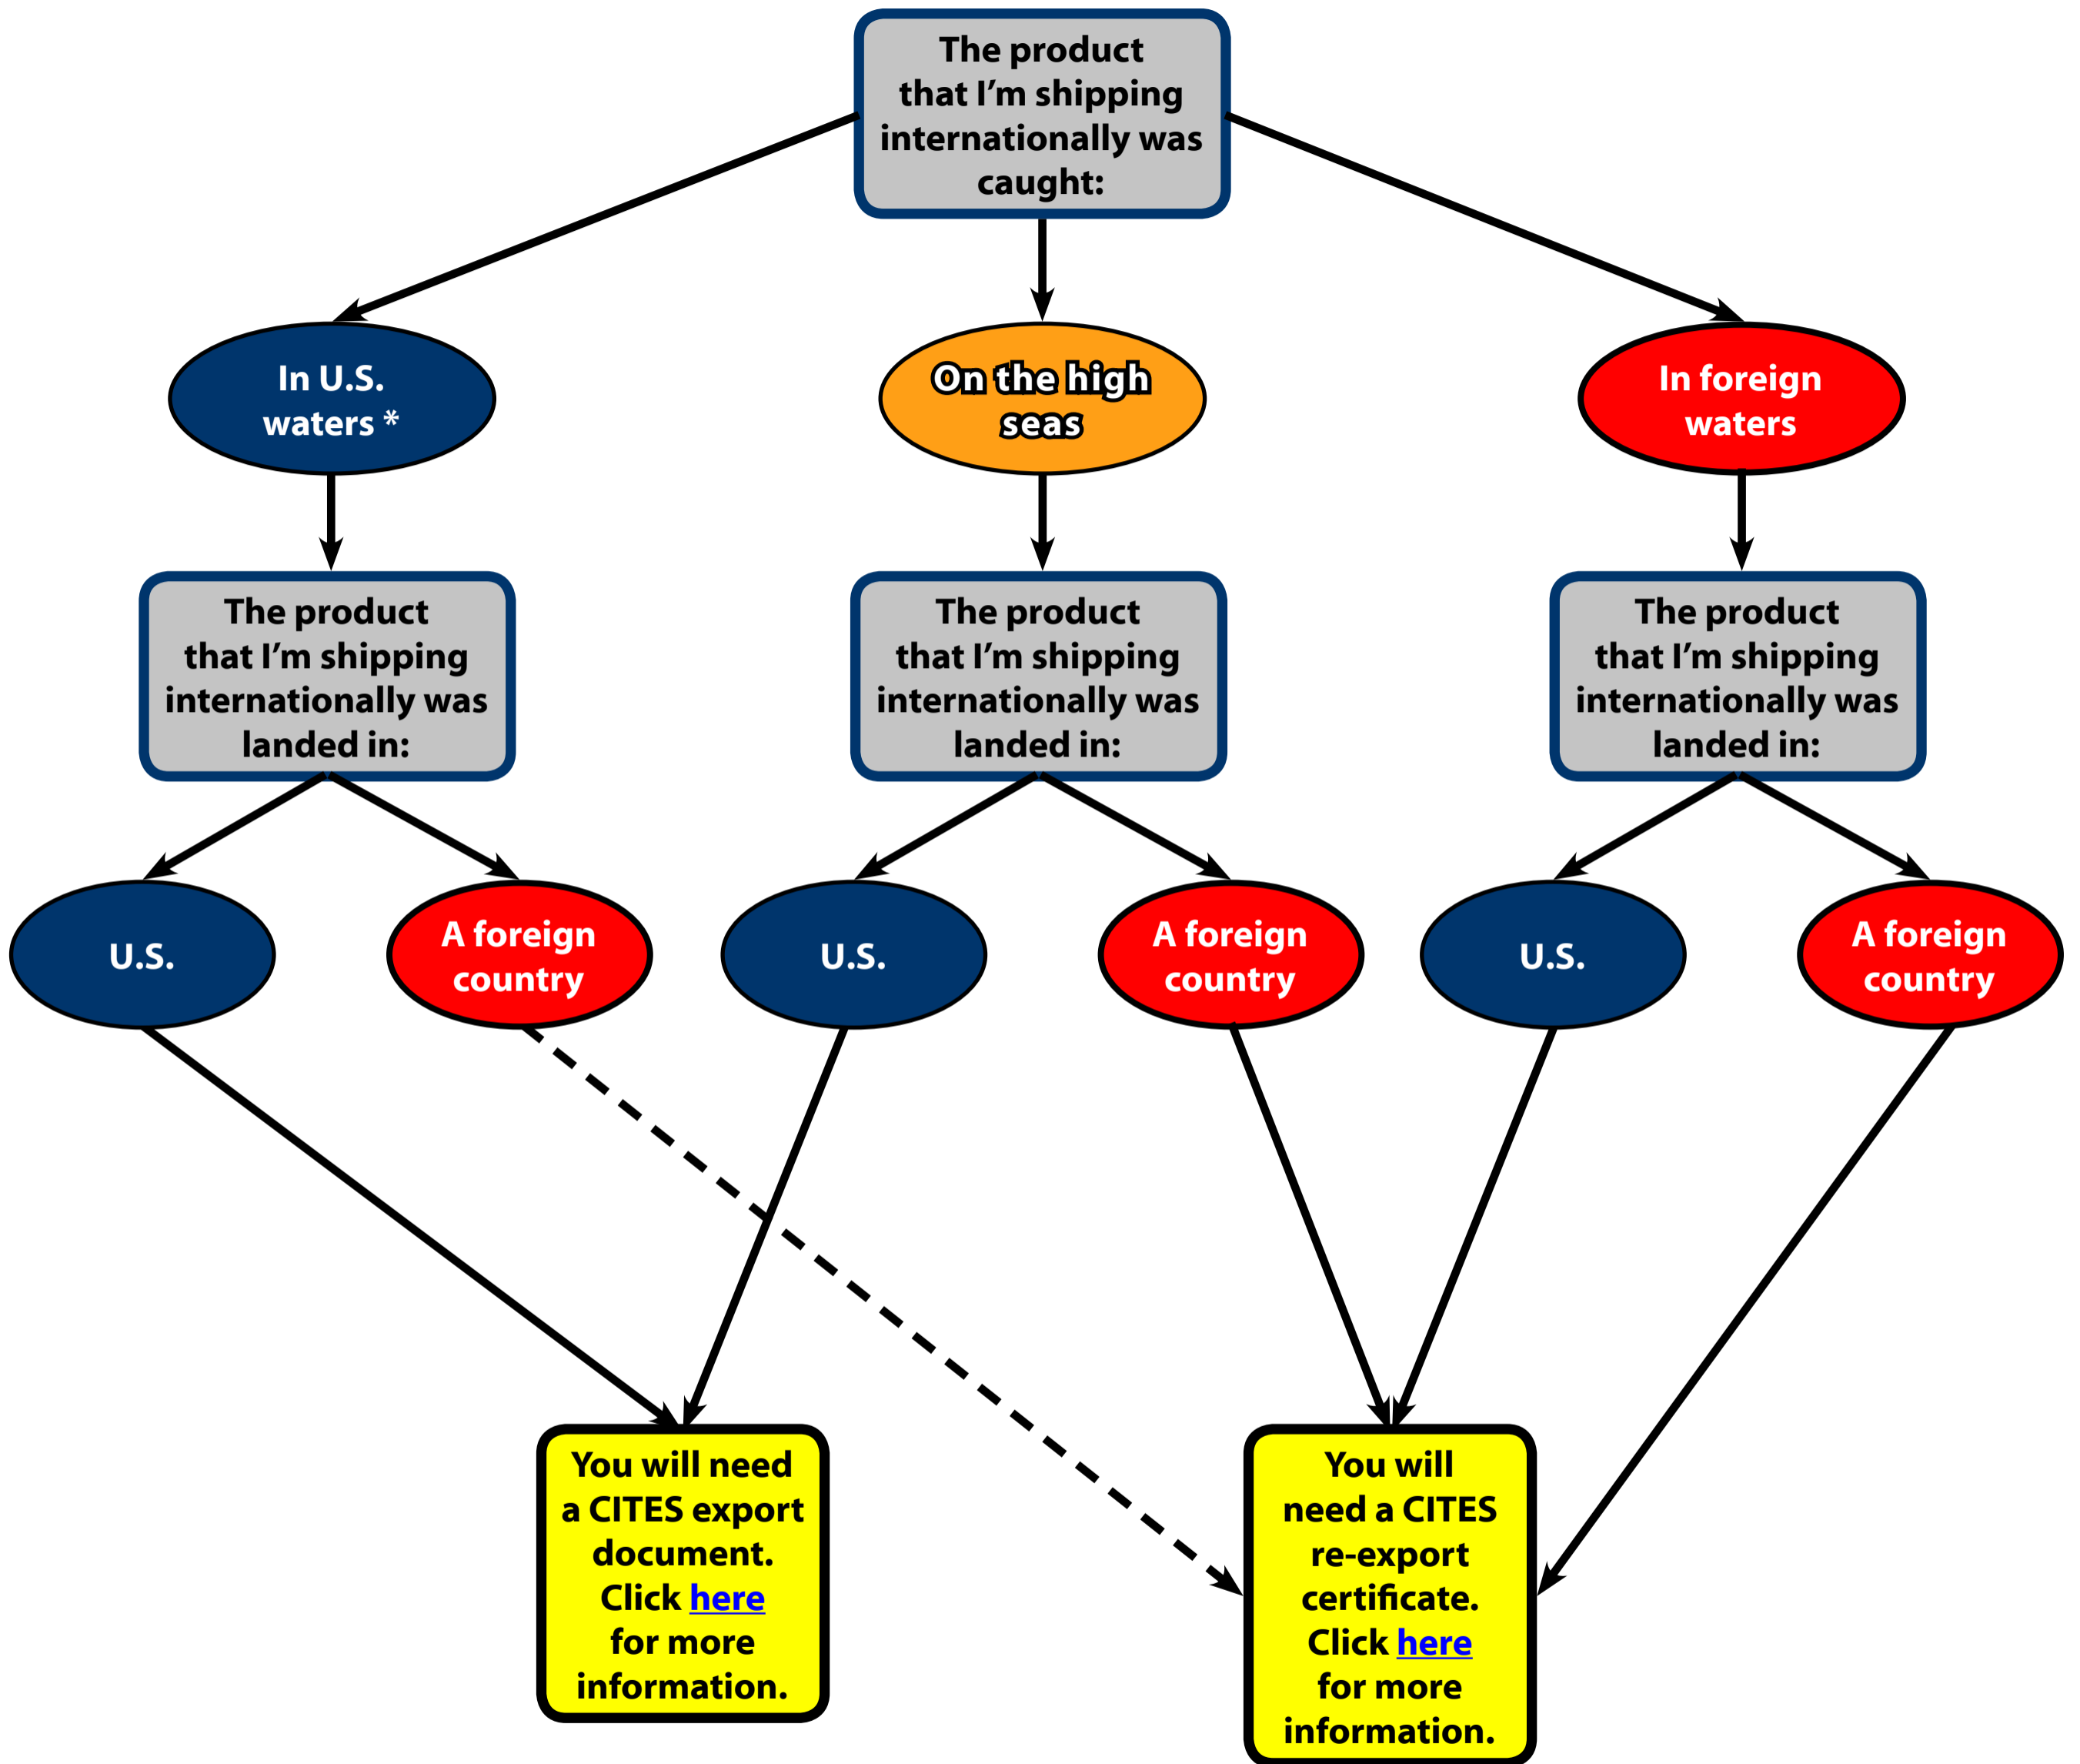 The product
that I’m shipping
internationally was
caught:
In U.S.
waters *
On the high
seas
In foreign
waters
The product
that I’m shipping
internationally was
landed in:
The product
that I’m shipping
internationally was
landed in:
The product
that I’m shipping
internationally was
landed in:
U.S.
A foreign
country
U.S.
A foreign
country
U.S.
A foreign
country
You will need
a CITES export
document.
Click here
for more
information.
You will
need a CITES
re-export
certificate.
Click here
for more
information.